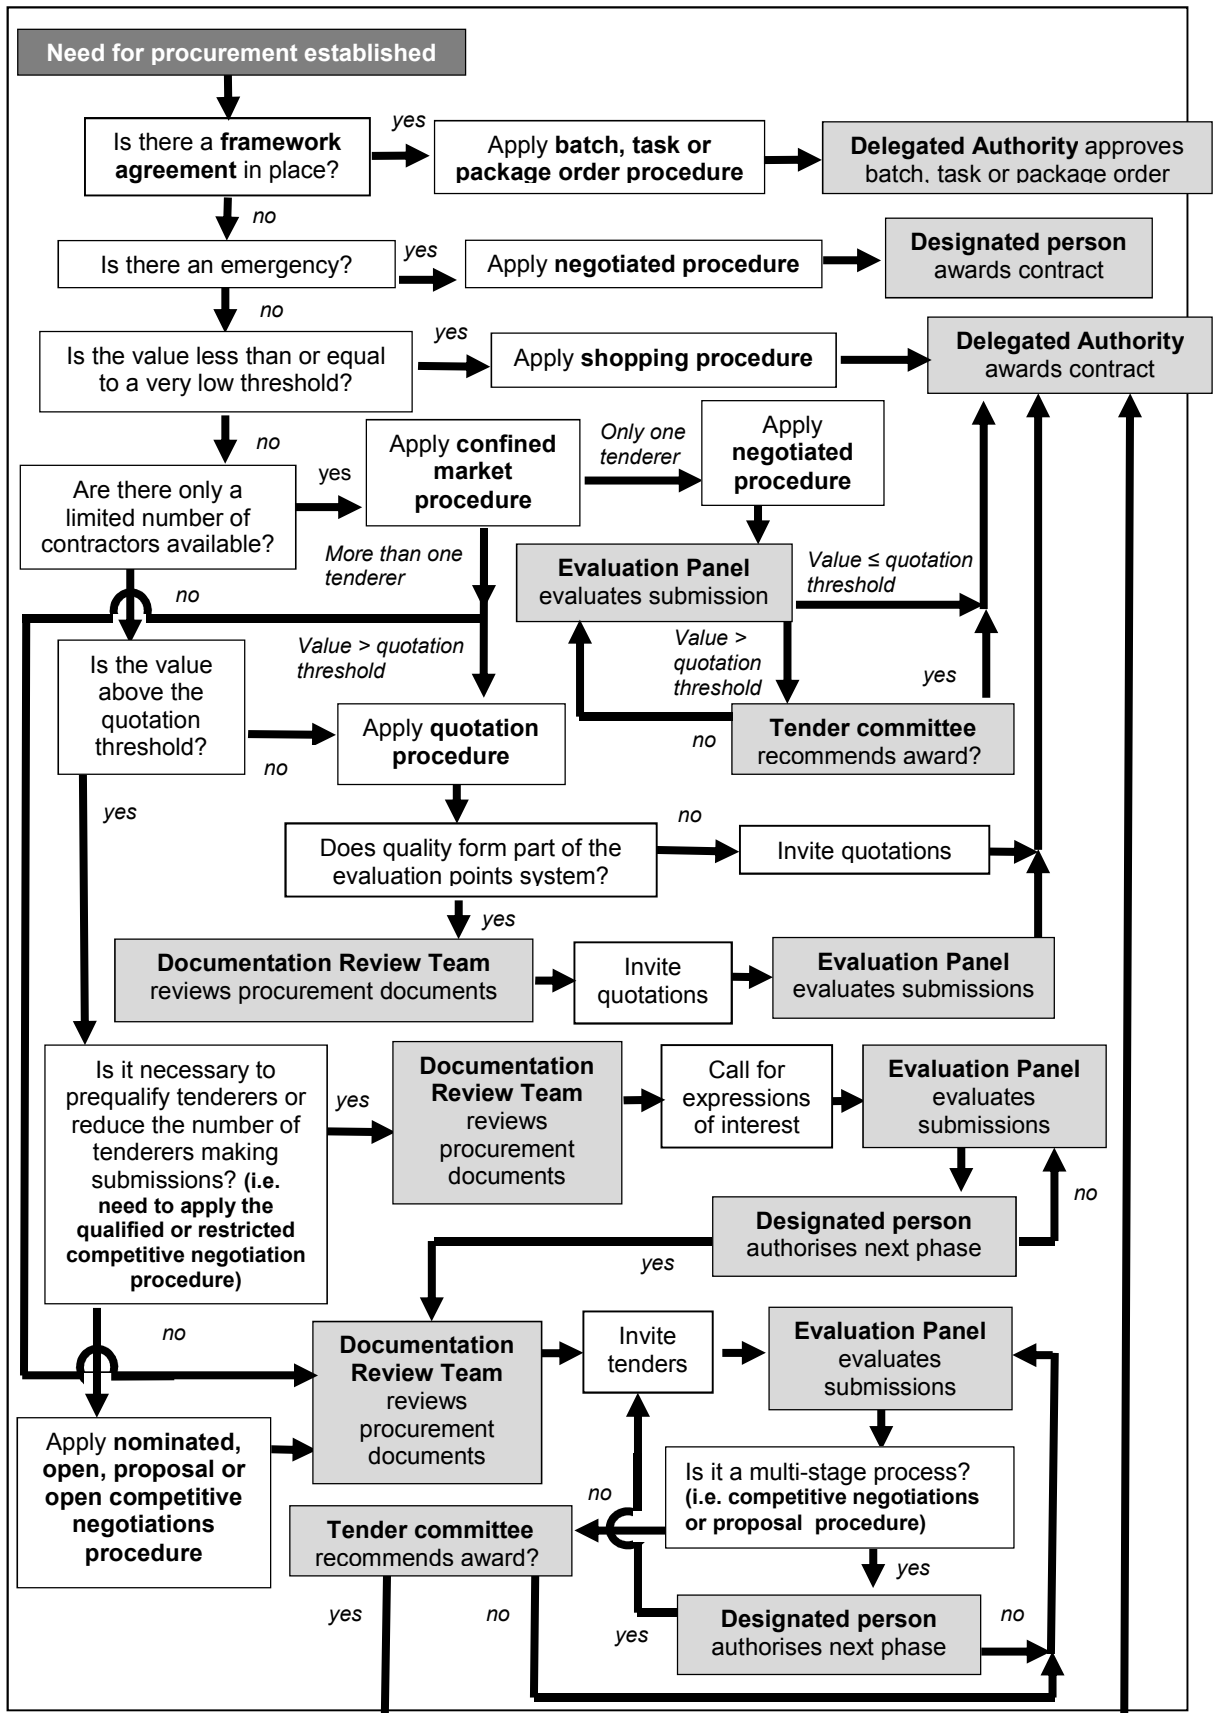 Need for procurement established
Is there a framework
agreement in place?
yes
Apply batch, task or
package order procedure
Delegated Authority approves
batch, task or package order
no
Is there an emergency?
yes
Apply negotiated procedure
Designated person
awards contract
no
Is the value less than or equal
to a very low threshold?
yes
Apply shopping procedure
Delegated Authority
awards contract
no
Are there only a
limited number of
contractors available?
yes
Apply confined
market
procedure
Only one
tenderer
Apply
negotiated
procedure
More than one
tenderer
Evaluation Panel
evaluates submission
Value ≤ quotation
threshold
no
Value > quotation
threshold
Value >
quotation
threshold
yes
Is the value
above the
quotation
threshold?
no
Apply quotation
procedure
no
Tender committee
recommends award?
yes
Does quality form part of the
evaluation points system?
no
Invite quotations
yes
Documentation Review Team
reviews procurement documents
Invite
quotations
Evaluation Panel
evaluates submissions
Is it necessary to
prequalify tenderers or
reduce the number of
tenderers making
submissions? (i.e.
need to apply the
qualified or restricted
competitive negotiation
procedure)
yes
Documentation
Review Team
reviews
procurement
documents
Call for
expressions
of interest
Evaluation Panel
evaluates
submissions
no
Designated person
authorises next phase
yes
no
Documentation
Review Team
reviews
procurement
documents
Invite
tenders
Evaluation Panel
evaluates
submissions
Apply nominated,
open, proposal or
open competitive
negotiations
procedure
Is it a multi-stage process?
(i.e. competitive negotiations
or proposal procedure)
no
Tender committee
recommends award?
yes
yes
no
yes
Designated person
authorises next phase
no